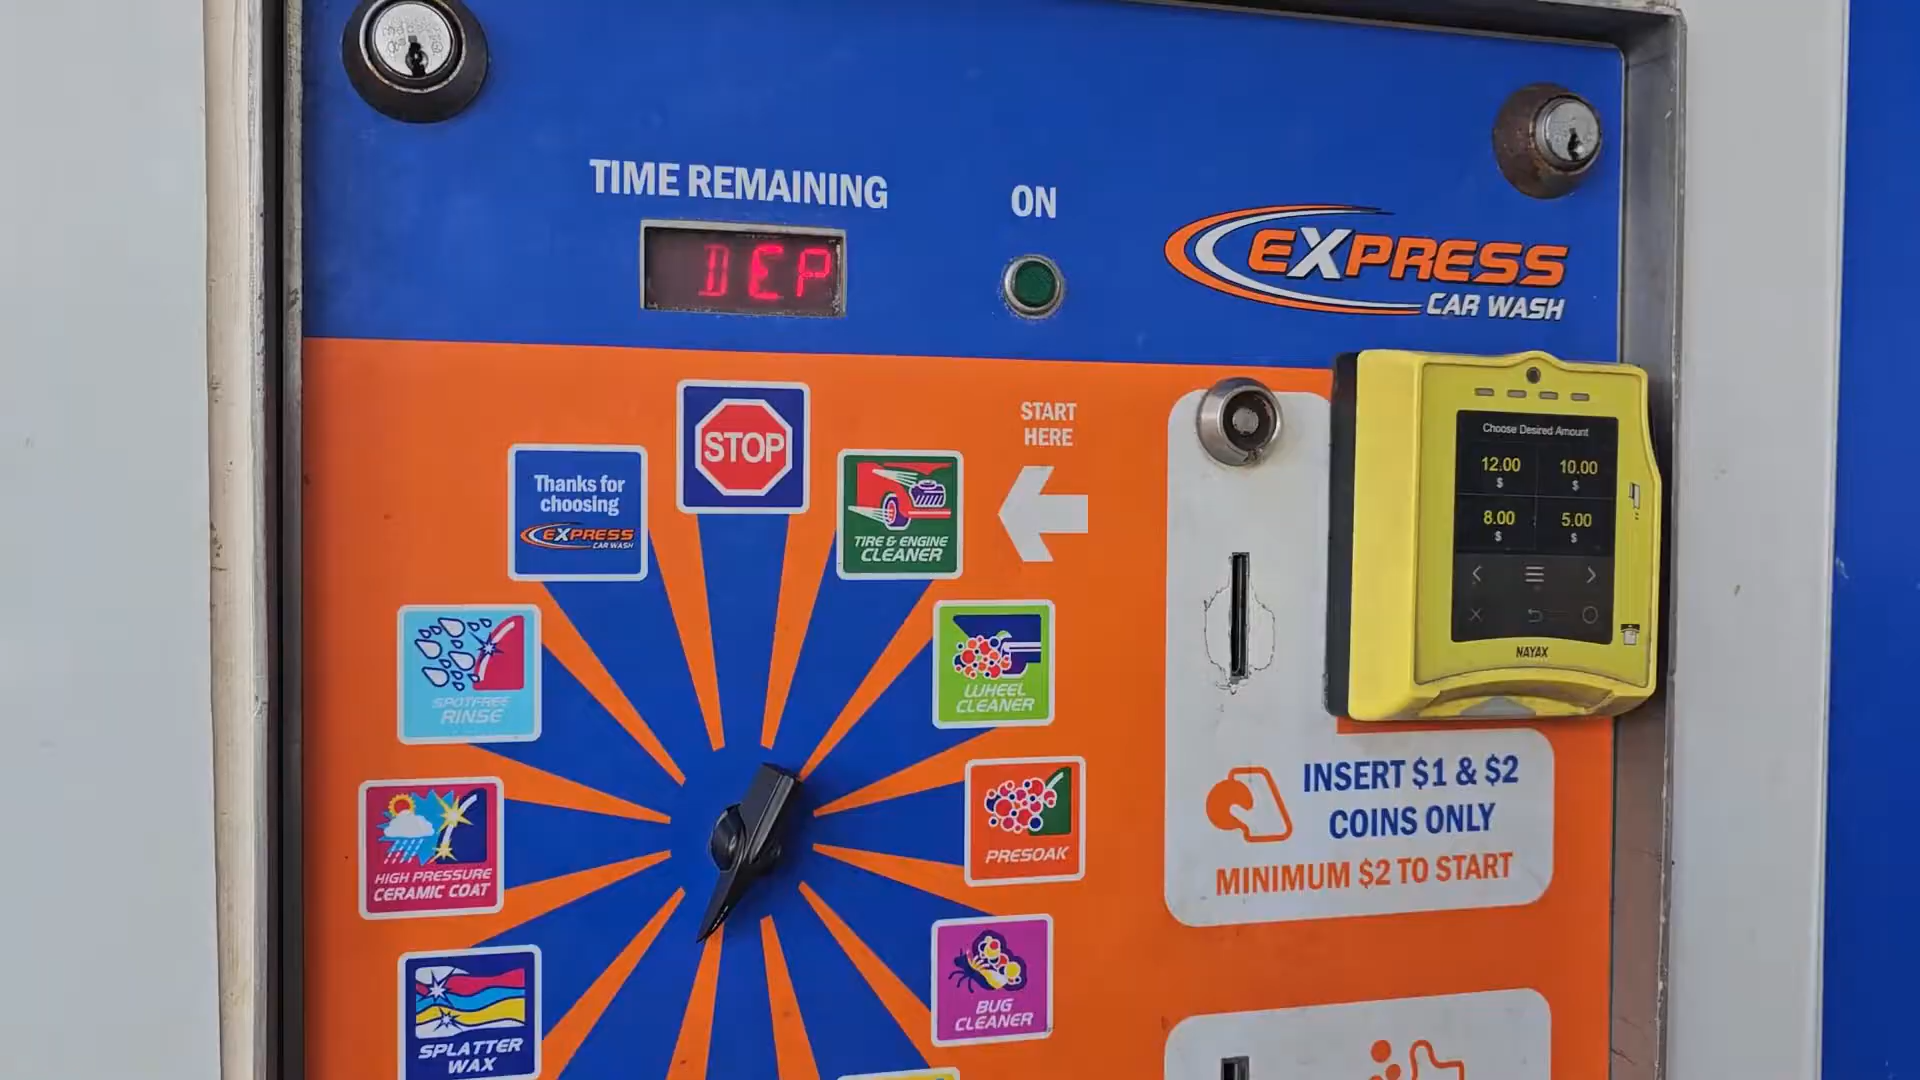 TIME REMAINING
ON
DEP
EXPRESS
CAR WASH
STOP
START
HERE
Thanks for
choosing
EXPRESS
CAR WASH
TIRE & ENGINE
CLEANER
Choose Desired Amount
12.00
$
10.00
$
8.00
$
5.00
$
NAYAX
SPOTFREE
RINSE
WHEEL
CLEANER
HIGH PRESSURE
CERAMIC COAT
PRESOAK
INSERT $1 & $2
COINS ONLY
MINIMUM $2 TO START
SPLATTER
WAX
BUG
CLEANER